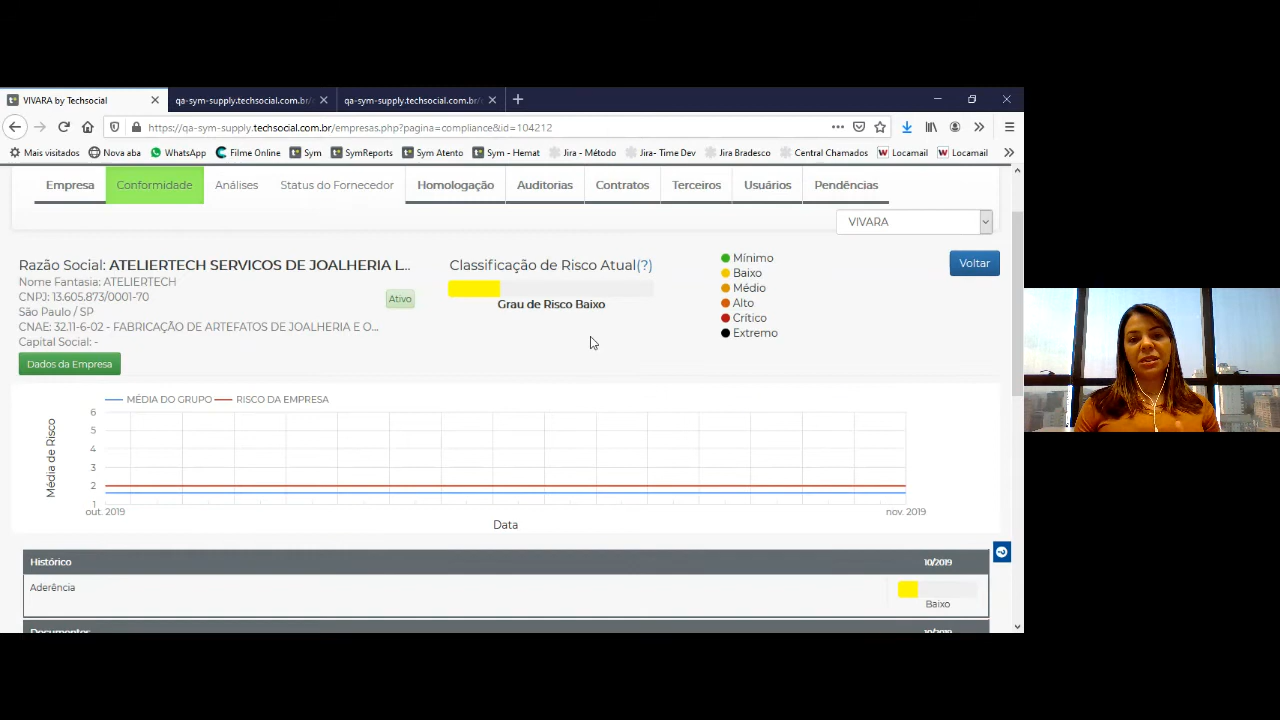 VIVARA by Techsocial
qa-sym-supply.techsocial.com.br/
qa-sym-supply.techsocial.com.br/
https://qa-sym-supply.techsocial.com.br/empresas.php?pagina=compliance&id=104212
Mais visitados Nova aba WhatsApp Filme Online Sym SymReports Sym Atento Sym - Hemat Jira - Método Jira- Time Dev Jira Bradesco Central Chamados Locamail Locamail
Empresa Conformidade Análises Status do Fornecedor Homologação Auditorias Contratos Terceiros Usuários Pendências
VIVARA
Razão Social: ATELIERTECH SERVICOS DE JOALHERIA L...
Nome Fantasia: ATELIERTECH
CNPJ: 13.605.873/0001-70
São Paulo / SP
CNAE: 32.11-6-02 - FABRICAÇÃO DE ARTEFATOS DE JOALHERIA E O...
Capital Social: -
Ativo
Dados da Empresa
Classificação de Risco Atual(?)
Grau de Risco Baixo
Mínimo
Baixo
Médio
Alto
Crítico
Extremo
Voltar
MÉDIA DO GRUPO RISCO DA EMPRESA
Média de Risco
6
5
4
3
2
1
out. 2019 nov. 2019
Data
Histórico 10/2019
Aderência
Baixo
Documentos 10/2019